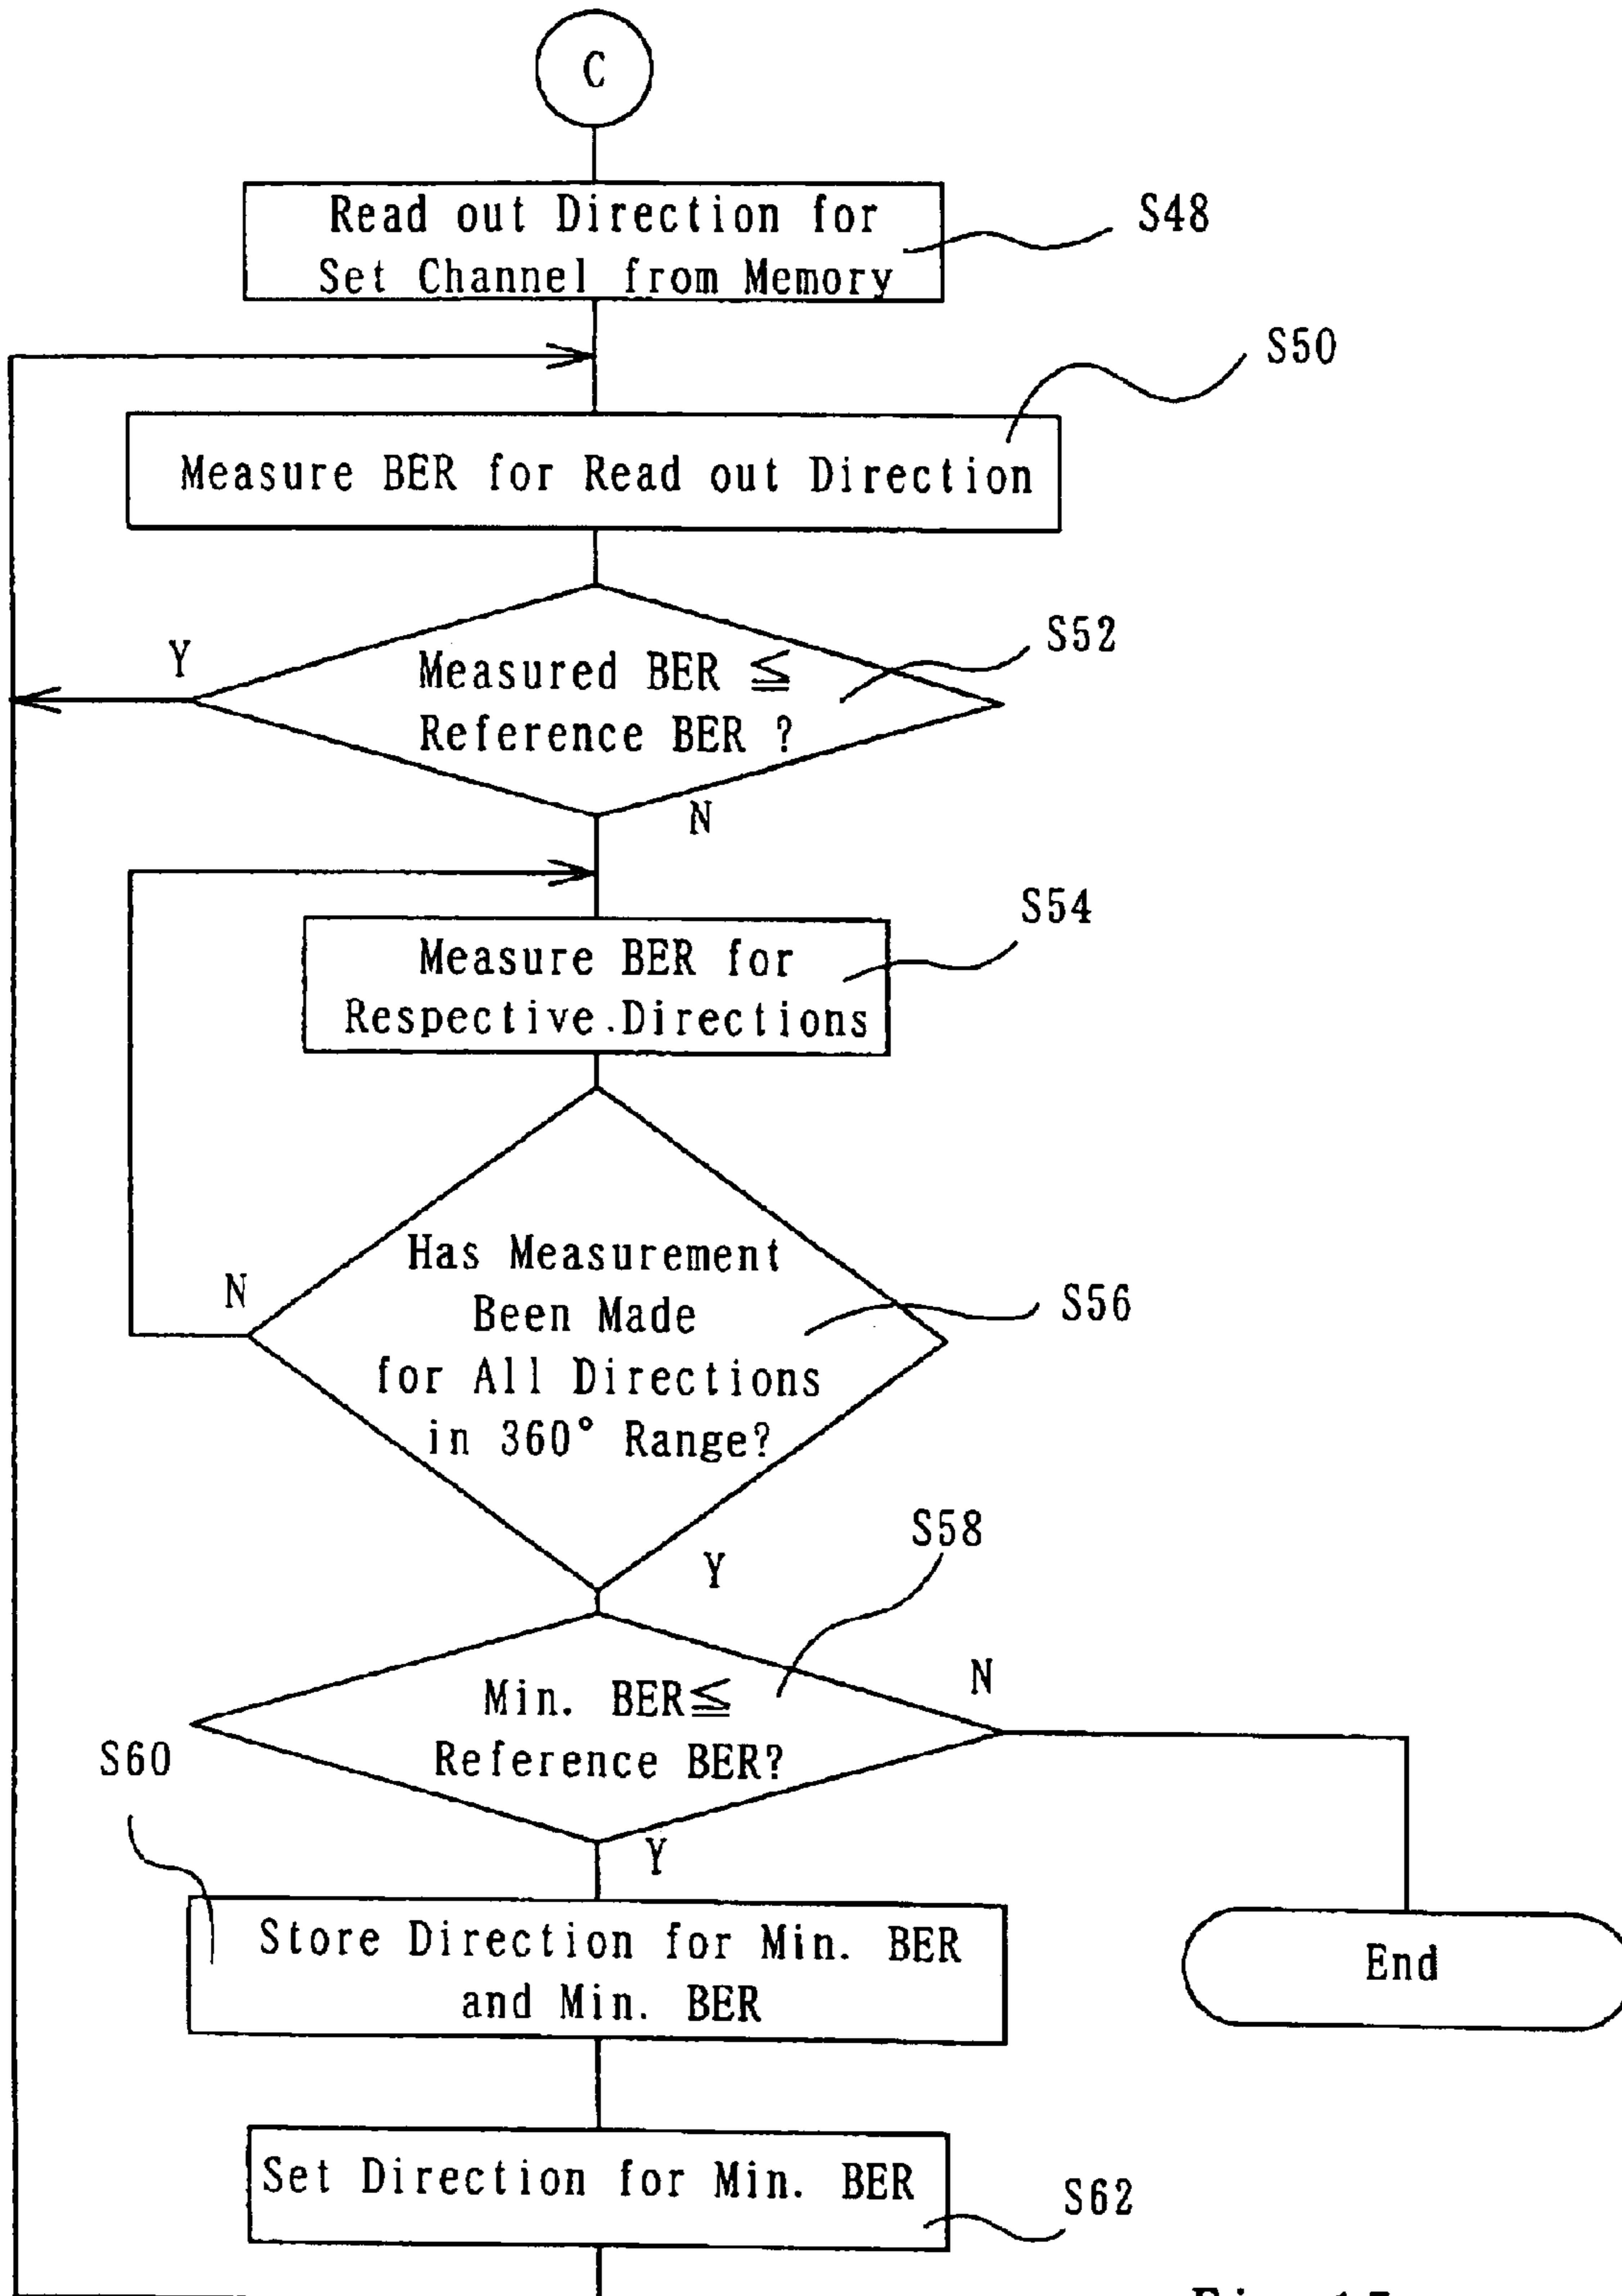 C
Read out Direction for
Set Channel from Memory
S48
S50
Measure BER for Read out Direction
Y
Measured BER ≦
Reference BER ?
S52
N
S54
Measure BER for
Respective Directions
Has Measurement
Been Made
for All Directions
in 360° Range?
N
S56
Y
S58
Min. BER≦
Reference BER?
N
S60
Y
Store Direction for Min. BER
and Min. BER
End
Set Direction for Min. BER
S62